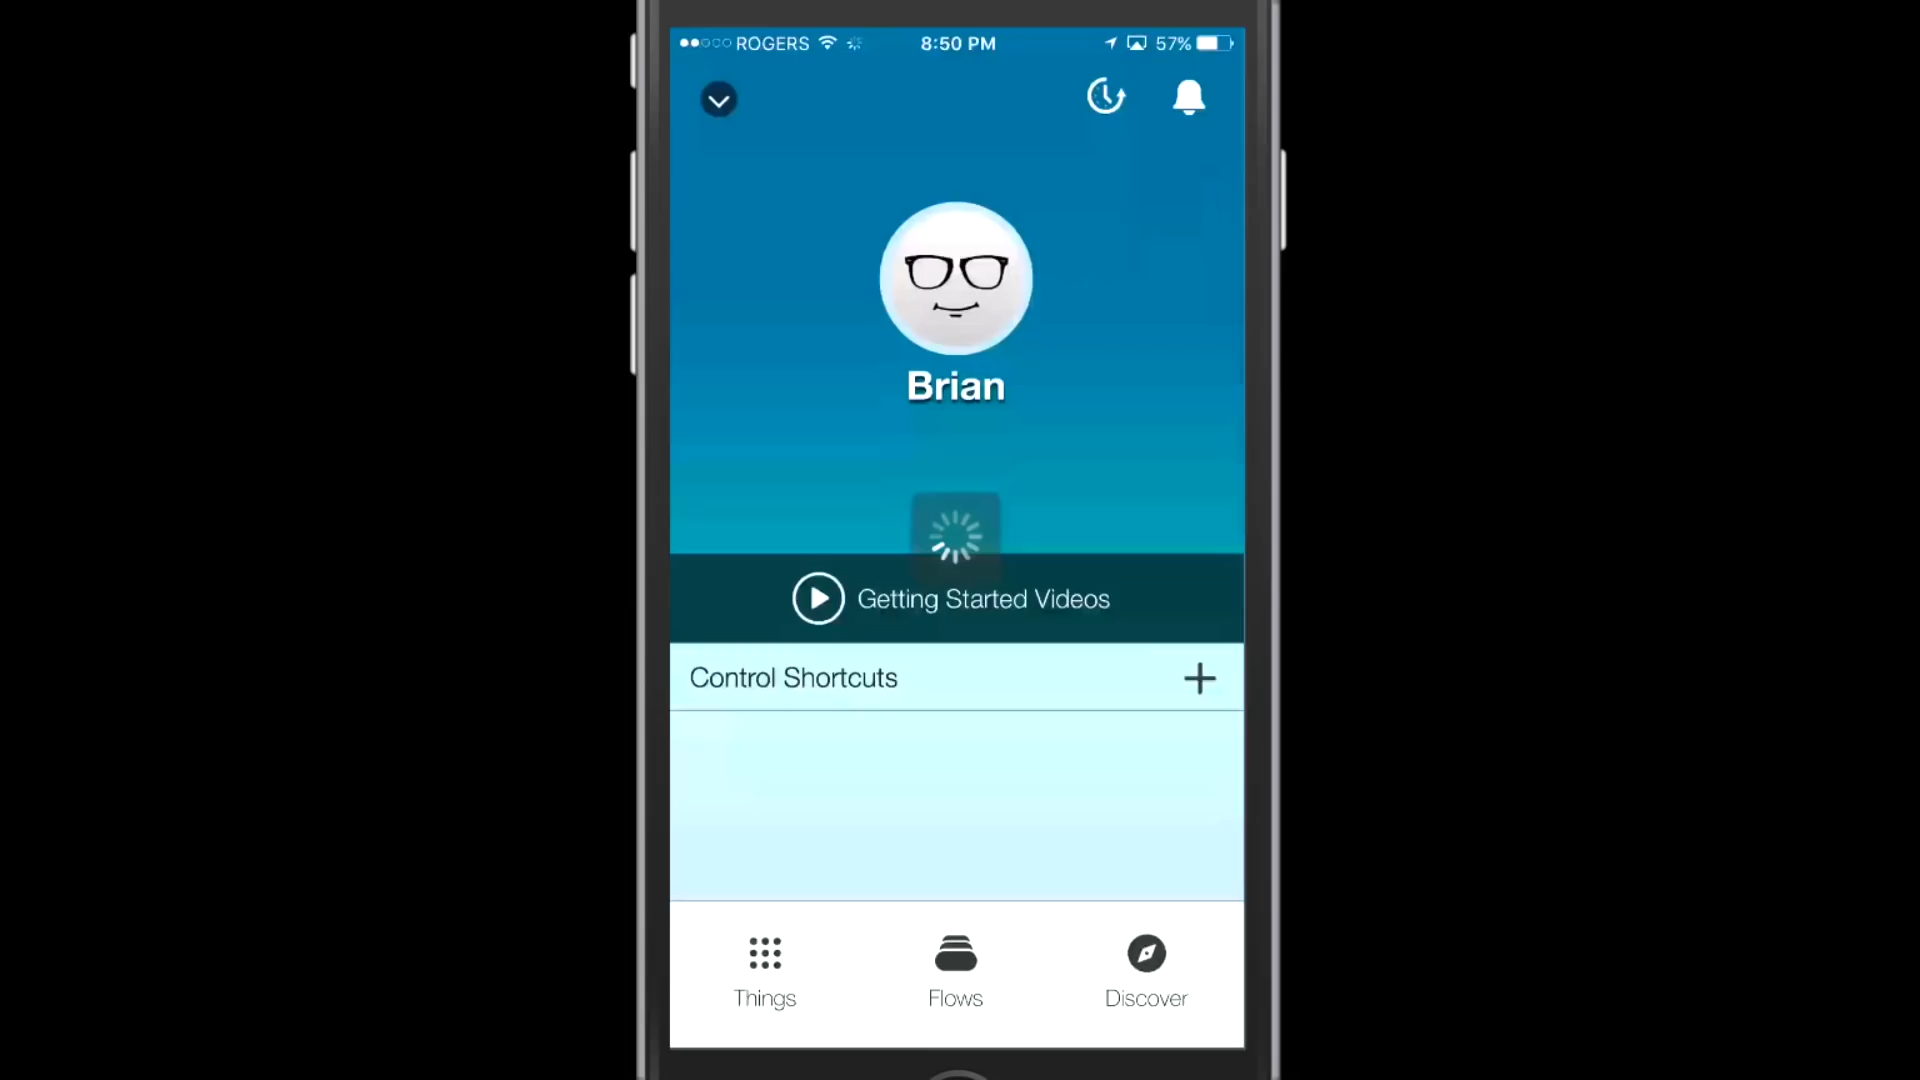 ROGERS 8:50 PM 57%
Brian
Getting Started Videos
Control Shortcuts
Things Flows Discover